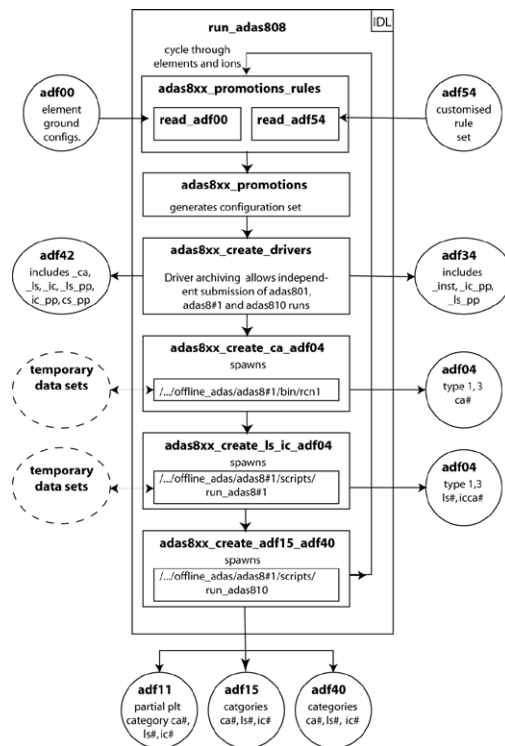 run_adas808
IDL
cycle through
elements and ions
adf00
element
ground
configs.
adas8xx_promotions_rules
read_adf00
read_adf54
adf54
customised
rule
set
adas8xx_promotions
generates configuration set
adf42
includes _ca,
_ls, _ic, _ls_pp,
ic_pp, cs_pp
adas8xx_create_drivers
Driver archiving allows independ-
ent submission of adas801,
adas8#1 and adas810 runs
adf34
includes
_inst, _ic_pp,
_ls_pp
temporary
data sets
adas8xx_create_ca_adf04
spawns
/.../offline_adas/adas8#1/bin/rcn1
adf04
type 1, 3
ca#
temporary
data sets
adas8xx_create_ls_ic_adf04
spawns
/.../offline_adas/adas8#1/scripts/
run_adas8#1
adf04
type 1,3
ls#, icca#
adas8xx_create_adf15_adf40
spawns
/.../offline_adas/adas8#1/scripts/
run_adas810
adf11
partial plt
category ca#,
ls#, ic#
adf15
catgories
ca#, ls#, ic#
adf40
categories
ca#, ls#, ic#